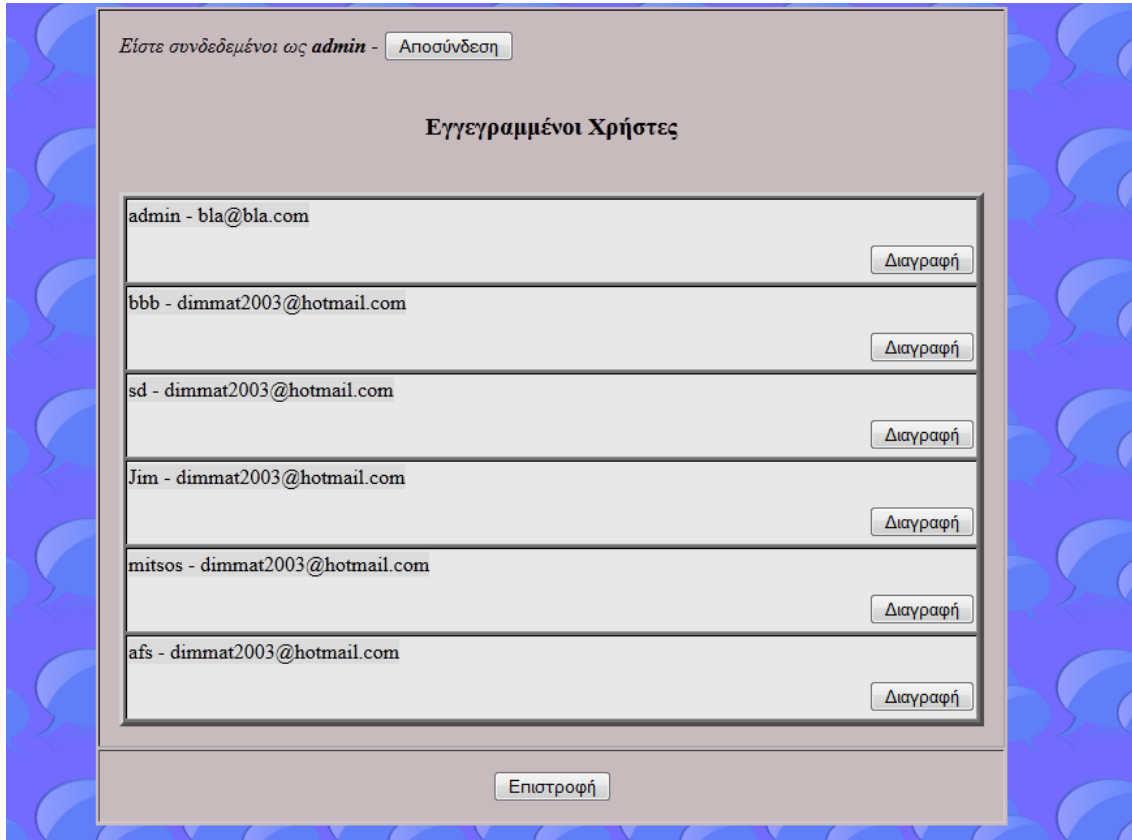 Είστε συνδεδεμένοι ως admin - Αποσύνδεση
Εγγεγραμμένοι Χρήστες
admin - bla@bla.com
Διαγραφή
bbb - dimmat2003@hotmail.com
Διαγραφή
sd - dimmat2003@hotmail.com
Διαγραφή
Jim - dimmat2003@hotmail.com
Διαγραφή
mitsos - dimmat2003@hotmail.com
Διαγραφή
afs - dimmat2003@hotmail.com
Διαγραφή
Επιστροφή